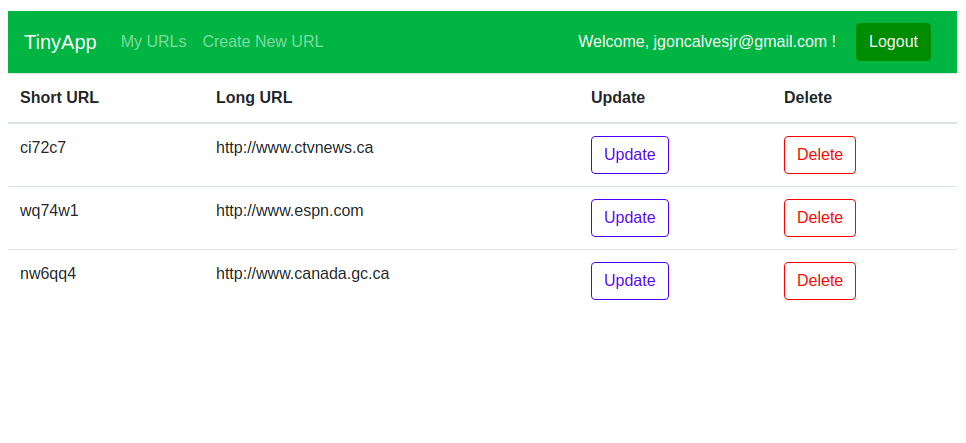 TinyApp My URLs Create New URL Welcome, jgoncalvesjr@gmail.com ! Logout
Short URL Long URL Update Delete
ci72c7 http://www.ctvnews.ca Update Delete
wq74w1 http://www.espn.com Update Delete
nw6qq4 http://www.canada.gc.ca Update Delete